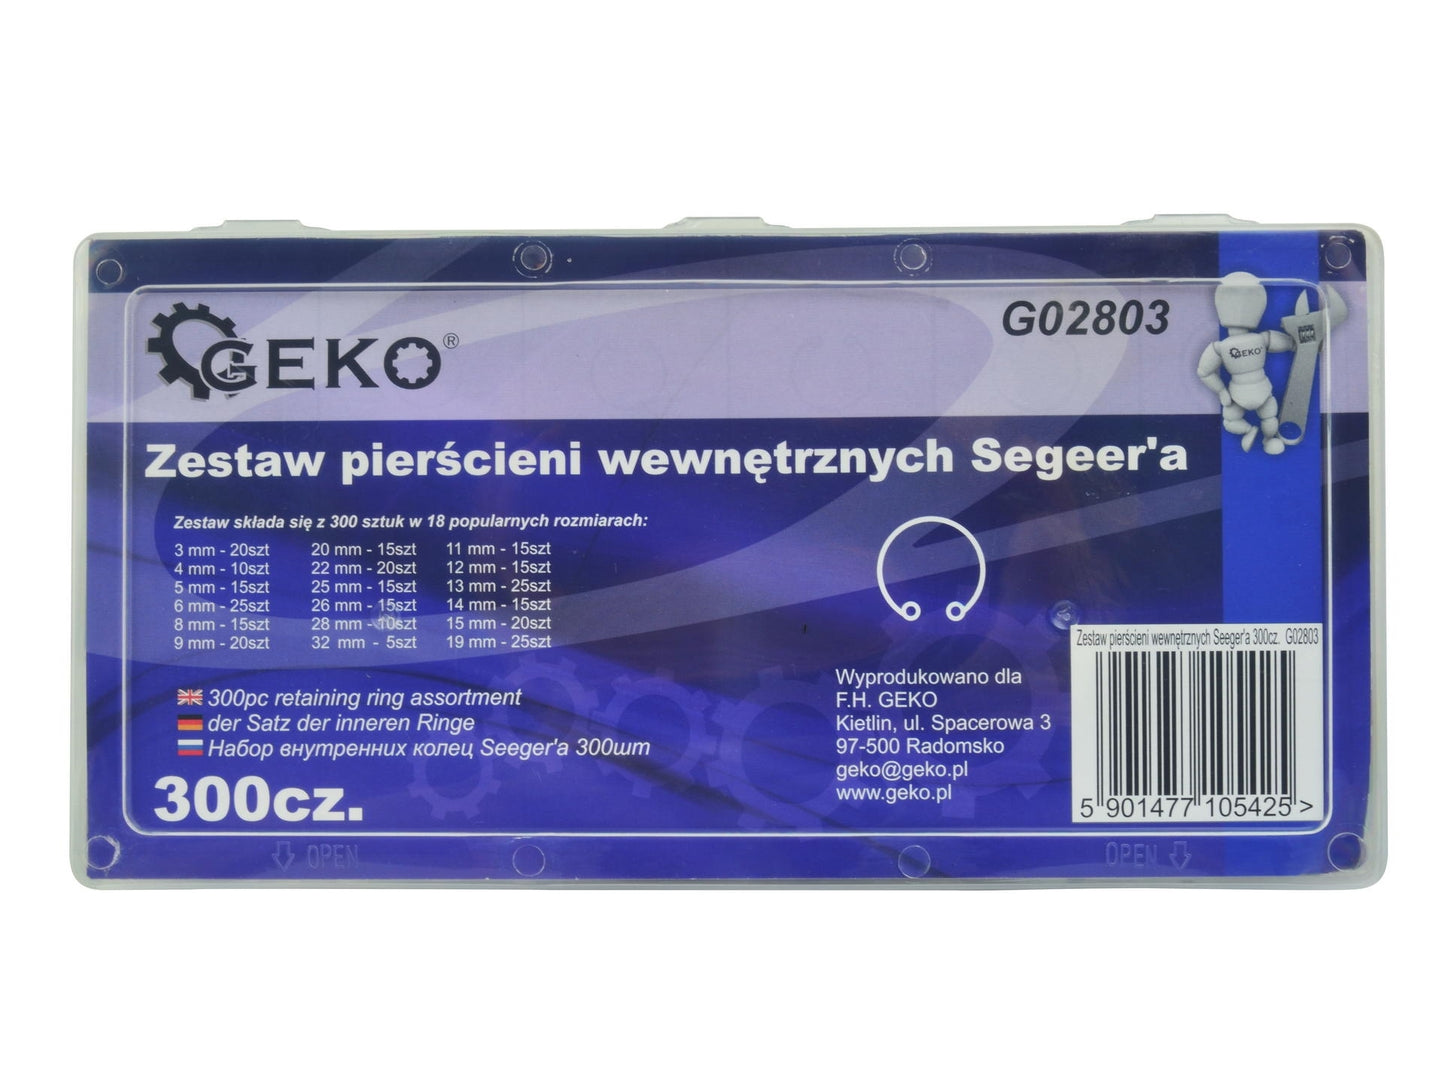 GEKO®
G02803
GEKO®
Zestaw pierścieni wewnętrznych Segeer'a
Zestaw składa się z 300 sztuk w 18 popularnych rozmiarach:
3 mm - 20szt 20 mm - 15szt 11 mm - 15szt
4 mm - 10szt 22 mm - 20szt 12 mm - 15szt
5 mm - 15szt 25 mm - 15szt 13 mm - 25szt
6 mm - 25szt 26 mm - 15szt 14 mm - 15szt
8 mm - 15szt 28 mm - 10szt 15 mm - 20szt
9 mm - 20szt 32 mm - 5szt 19 mm - 25szt
300pc retaining ring assortment
der Satz der inneren Ringe
Набор внутренних колец Seeger'a 300шт
300cz.
Wyprodukowano dla
F.H. GEKO
Kietlin, ul. Spacerowa 3
97-500 Radomsko
geko@geko.pl
www.geko.pl
Zestaw pierścieni wewnętrznych Seeger'a 300cz. G02803
5 901477 105425 >
OPEN
OPEN